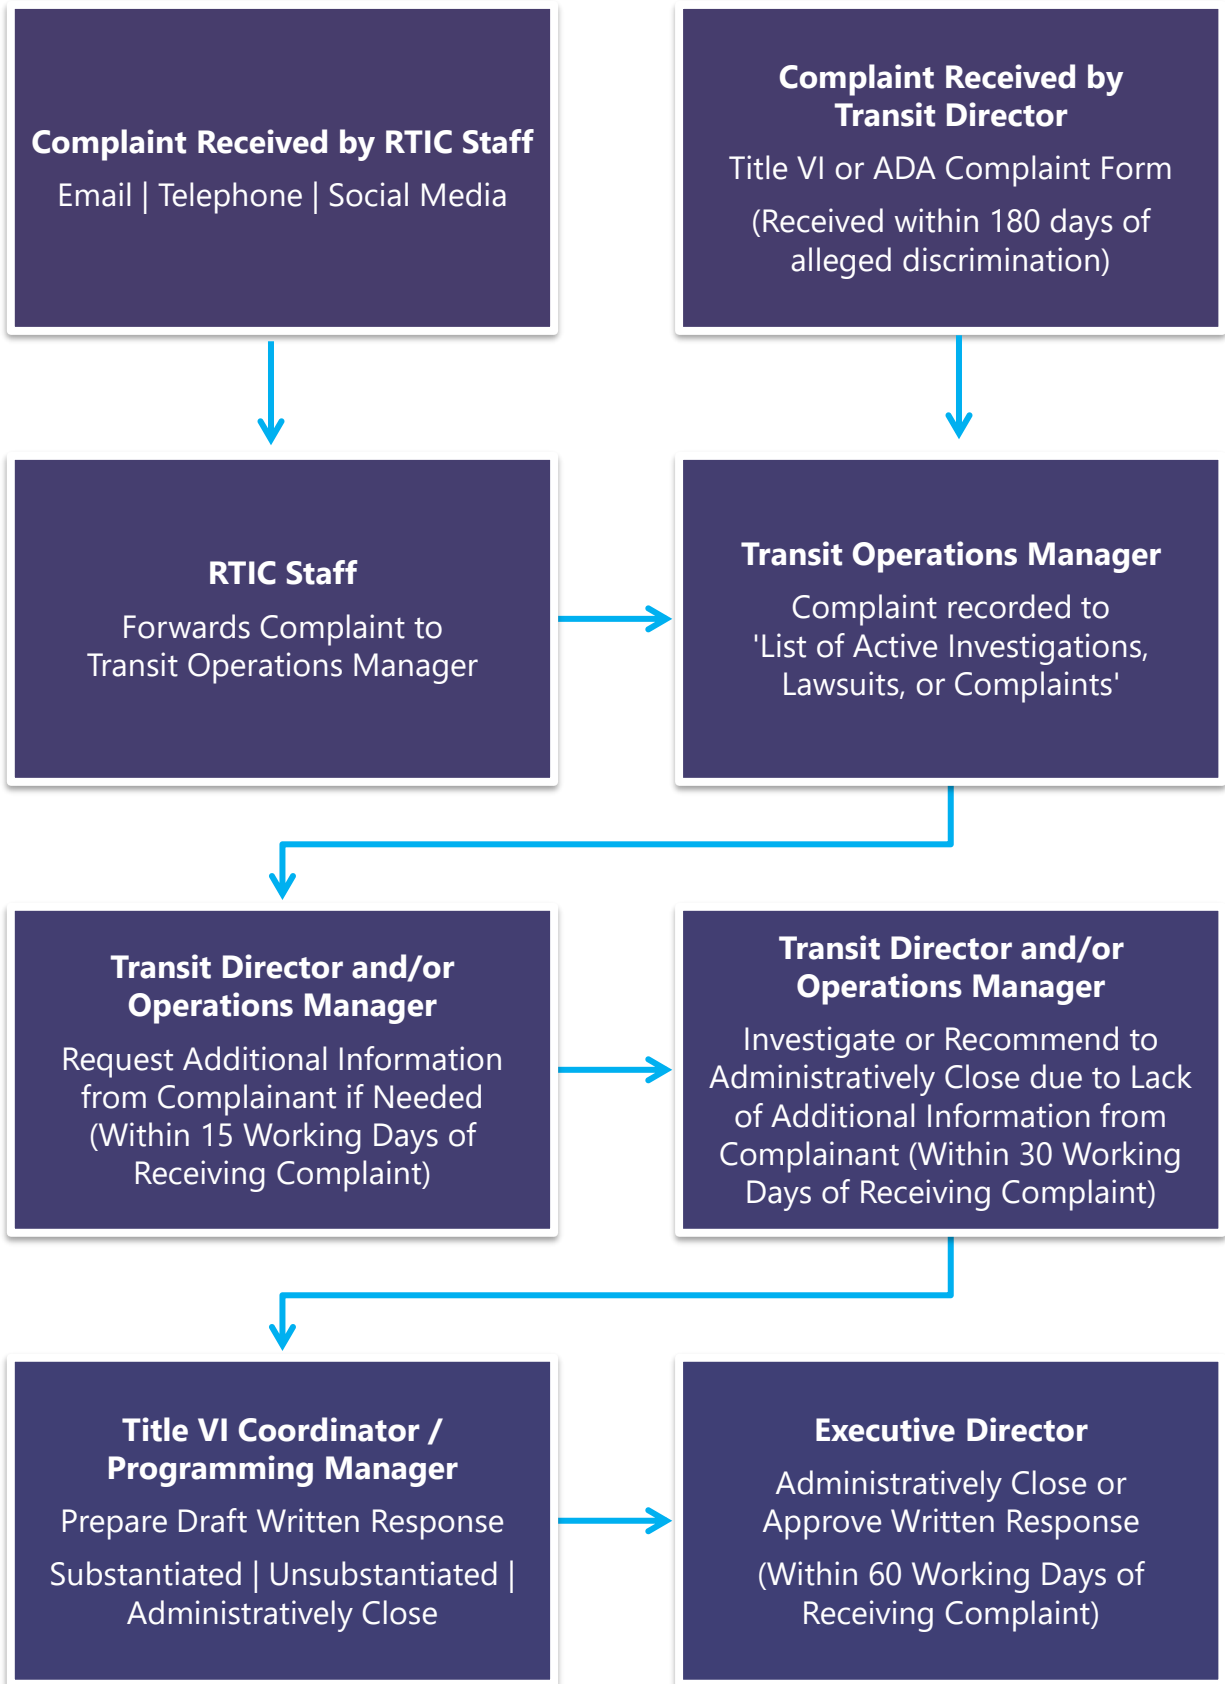 Complaint Received by RTIC Staff
Email | Telephone | Social Media
Complaint Received by
Transit Director
Title VI or ADA Complaint Form
(Received within 180 days of
alleged discrimination)
RTIC Staff
Forwards Complaint to
Transit Operations Manager
Transit Operations Manager
Complaint recorded to
'List of Active Investigations,
Lawsuits, or Complaints'
Transit Director and/or
Operations Manager
Request Additional Information
from Complainant if Needed
(Within 15 Working Days of
Receiving Complaint)
Transit Director and/or
Operations Manager
Investigate or Recommend to
Administratively Close due to Lack
of Additional Information from
Complainant (Within 30 Working
Days of Receiving Complaint)
Title VI Coordinator /
Programming Manager
Prepare Draft Written Response
Substantiated | Unsubstantiated |
Administratively Close
Executive Director
Administratively Close or
Approve Written Response
(Within 60 Working Days of
Receiving Complaint)